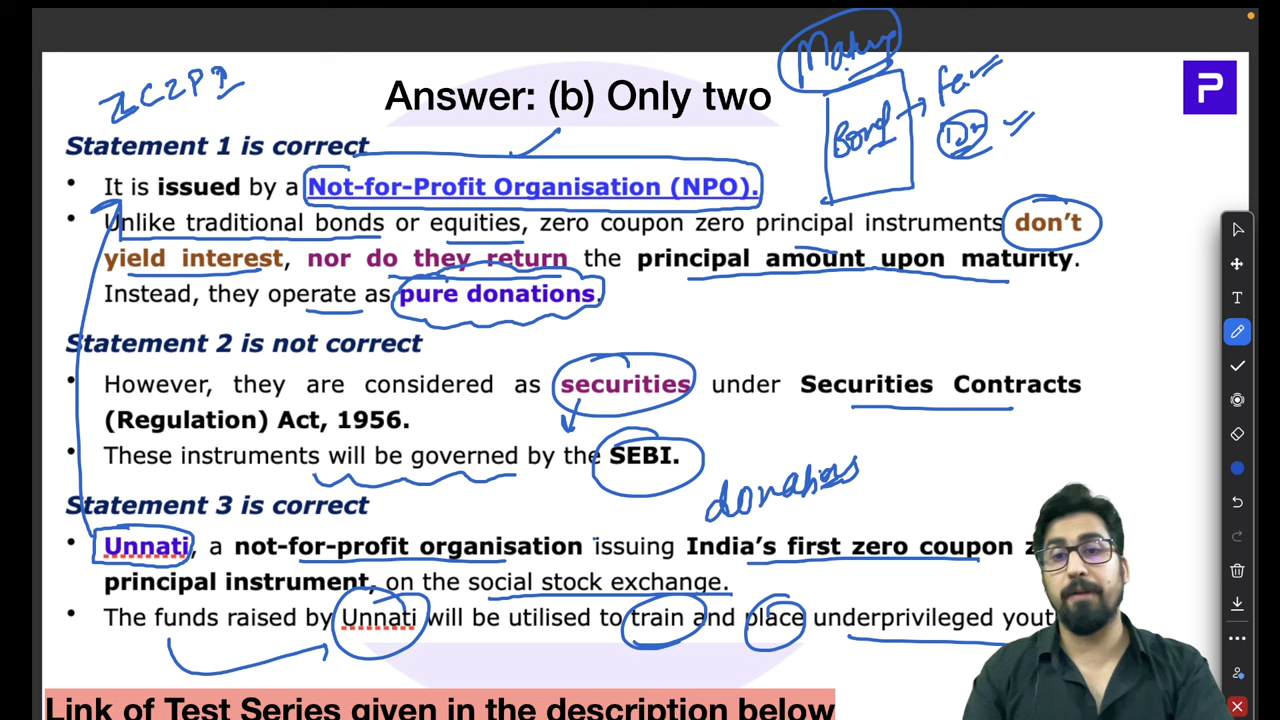 Maturity
ZCZPI
Answer: (b) Only two
P
Bond
Statement 1 is correct
• It is issued by a Not-for-Profit Organisation (NPO).
• Unlike traditional bonds or equities, zero coupon zero principal instruments don’t
yield interest, nor do they return the principal amount upon maturity.
Instead, they operate as pure donations.
Statement 2 is not correct
• However, they are considered as securities under Securities Contracts
(Regulation) Act, 1956.
• These instruments will be governed by the SEBI.
donations
Statement 3 is correct
• Unnati, a not-for-profit organisation issuing India’s first zero coupon
principal instrument, on the social stock exchange.
• The funds raised by Unnati will be utilised to train and place underprivileged yout
Link of Test Series given in the description below